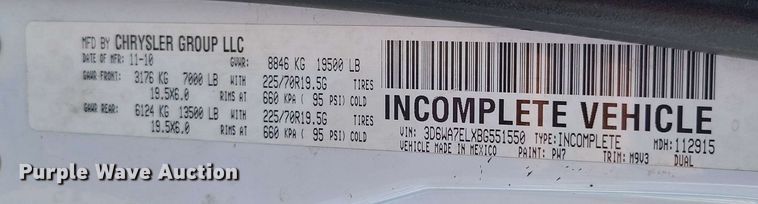 MFD BY CHRYSLER GROUP LLC
DATE OF MFR: 11-10 GVWR: 8846 KG 19500 LB
GAWR FRONT: 3176 KG 7000 LB WITH 225/70R19.5G TIRES
19.5X6.0 RIMS AT 660 KPA ( 95 PSI) COLD
GAWR REAR: 6124 KG 13500 LB WITH 225/70R19.5G TIRES
19.5X6.0 RIMS AT 660 KPA ( 95 PSI) COLD
INCOMPLETE VEHICLE
VIN: 3D6WA7ELXBG551550 TYPE: INCOMPLETE MDH: 112915
VEHICLE MADE IN MEXICO PAINT: PW7 TRIM: M9V3 DUAL
Purple Wave Auction